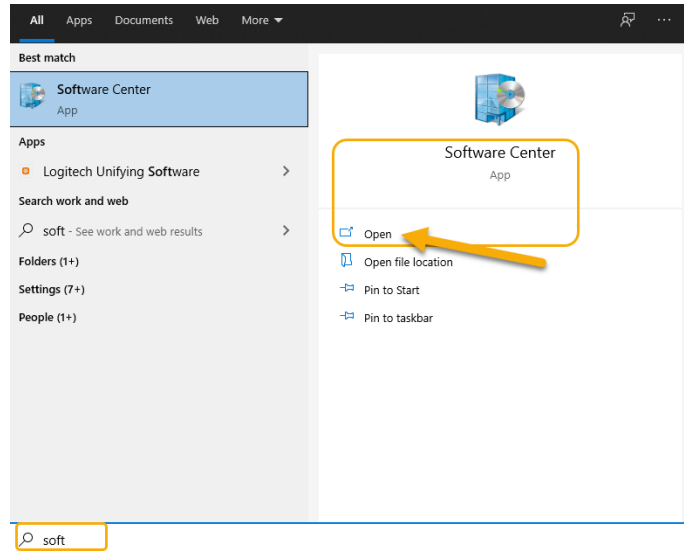 All Apps Documents Web More
Best match
Software Center
App
Apps
Logitech Unifying Software
Search work and web
soft - See work and web results
Folders (1+)
Settings (7+)
People (1+)
Software Center
App
Open
Open file location
Pin to Start
Pin to taskbar
soft